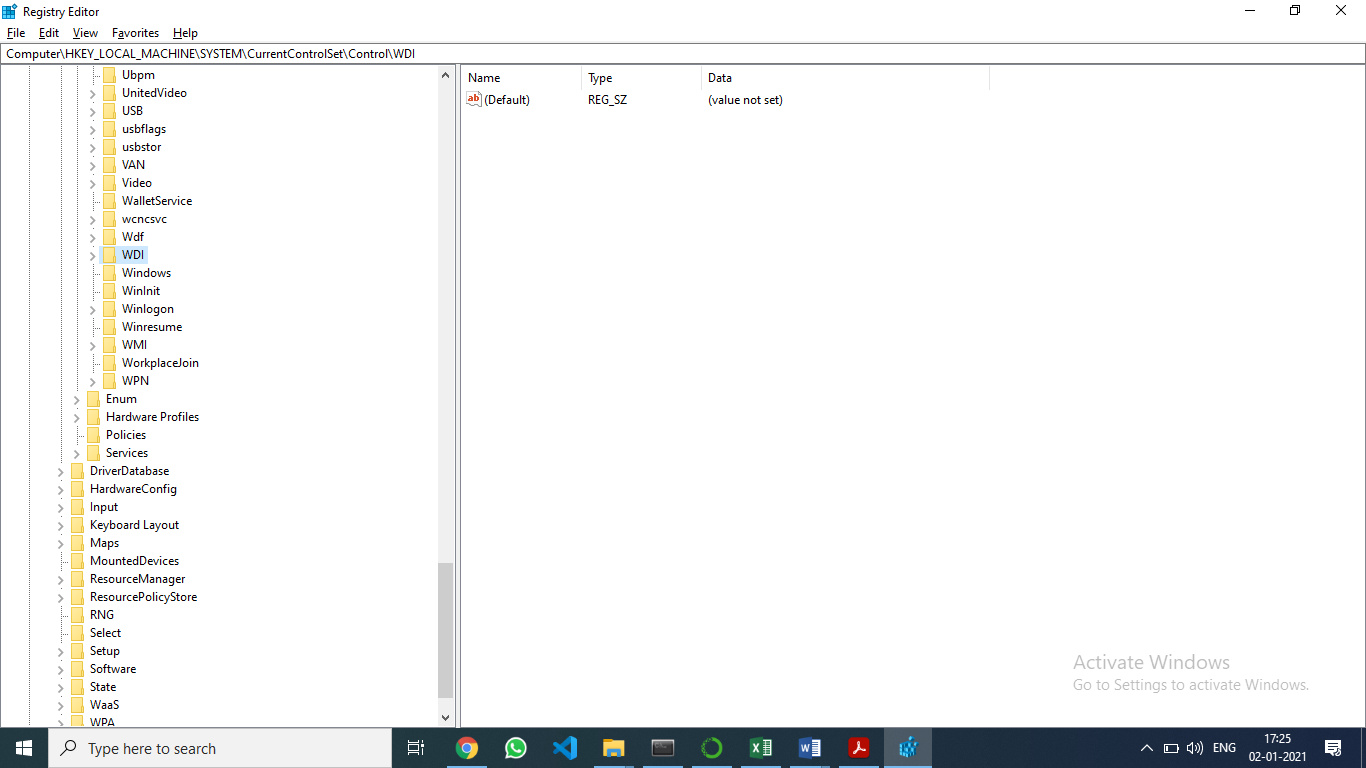 Registry Editor
File Edit View Favorites Help
Computer\HKEY_LOCAL_MACHINE\SYSTEM\CurrentControlSet\Control\WDI
Ubpm
UnitedVideo
USB
usbflags
usbstor
VAN
Video
WalletService
wcncsvc
Wdf
WDI
Windows
WinInit
Winlogon
Winresume
WMI
WorkplaceJoin
WPN
Enum
Hardware Profiles
Policies
Services
DriverDatabase
HardwareConfig
Input
Keyboard Layout
Maps
MountedDevices
ResourceManager
ResourcePolicyStore
RNG
Select
Setup
Software
State
WaaS
WPA
Name Type Data
ab (Default) REG_SZ (value not set)
Activate Windows
Go to Settings to activate Windows.
Type here to search
ENG
17:25
02-01-2021